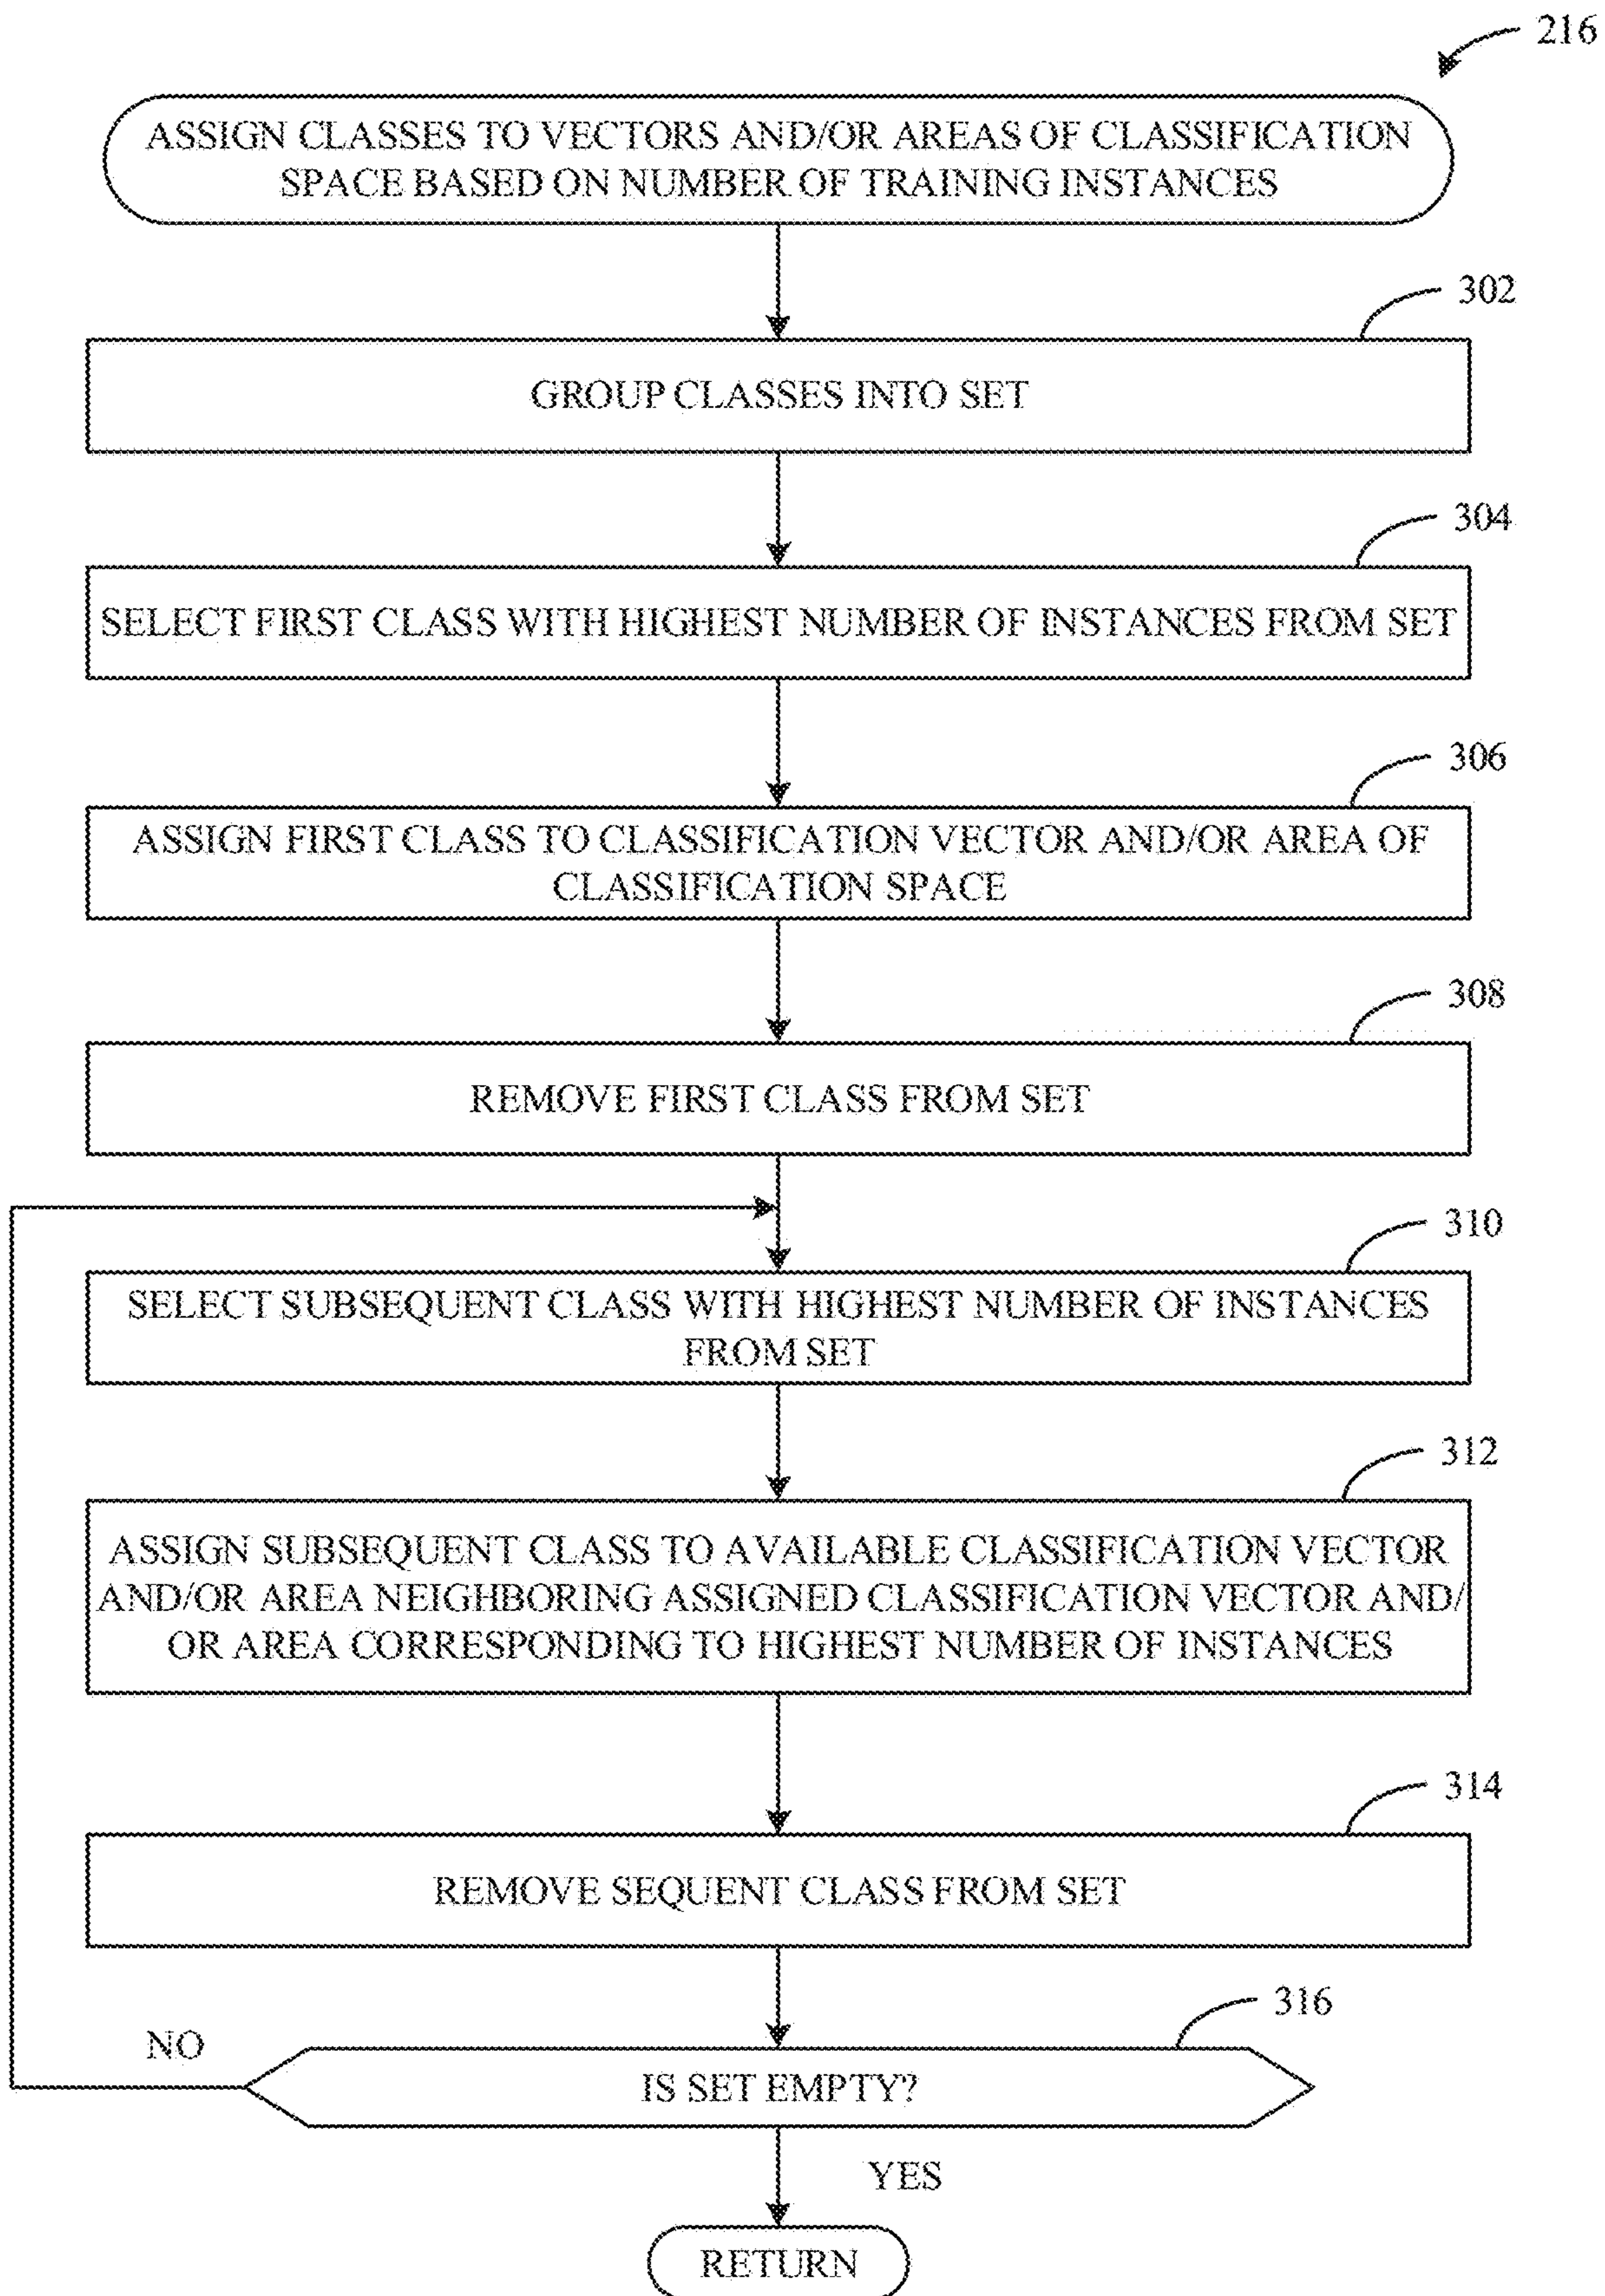 216
ASSIGN CLASSES TO VECTORS AND/OR AREAS OF CLASSIFICATION
SPACE BASED ON NUMBER OF TRAINING INSTANCES
302
GROUP CLASSES INTO SET
304
SELECT FIRST CLASS WITH HIGHEST NUMBER OF INSTANCES FROM SET
306
ASSIGN FIRST CLASS TO CLASSIFICATION VECTOR AND/OR AREA OF
CLASSIFICATION SPACE
308
REMOVE FIRST CLASS FROM SET
310
SELECT SUBSEQUENT CLASS WITH HIGHEST NUMBER OF INSTANCES
FROM SET
312
ASSIGN SUBSEQUENT CLASS TO AVAILABLE CLASSIFICATION VECTOR
AND/OR AREA NEIGHBORING ASSIGNED CLASSIFICATION VECTOR AND/
OR AREA CORRESPONDING TO HIGHEST NUMBER OF INSTANCES
314
REMOVE SEQUENT CLASS FROM SET
316
NO
IS SET EMPTY?
YES
RETURN